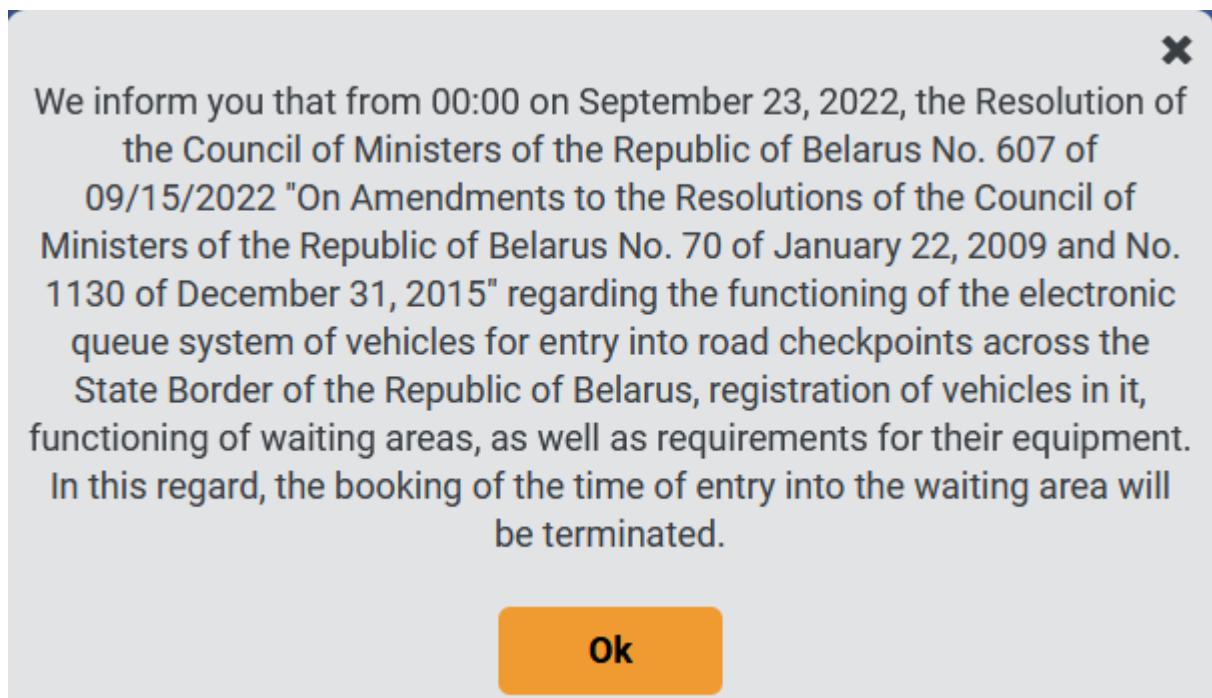 We inform you that from 00:00 on September 23, 2022, the Resolution of
the Council of Ministers of the Republic of Belarus No. 607 of
09/15/2022 "On Amendments to the Resolutions of the Council of
Ministers of the Republic of Belarus No. 70 of January 22, 2009 and No.
1130 of December 31, 2015" regarding the functioning of the electronic
queue system of vehicles for entry into road checkpoints across the
State Border of the Republic of Belarus, registration of vehicles in it,
functioning of waiting areas, as well as requirements for their equipment.
In this regard, the booking of the time of entry into the waiting area will
be terminated.
Ok